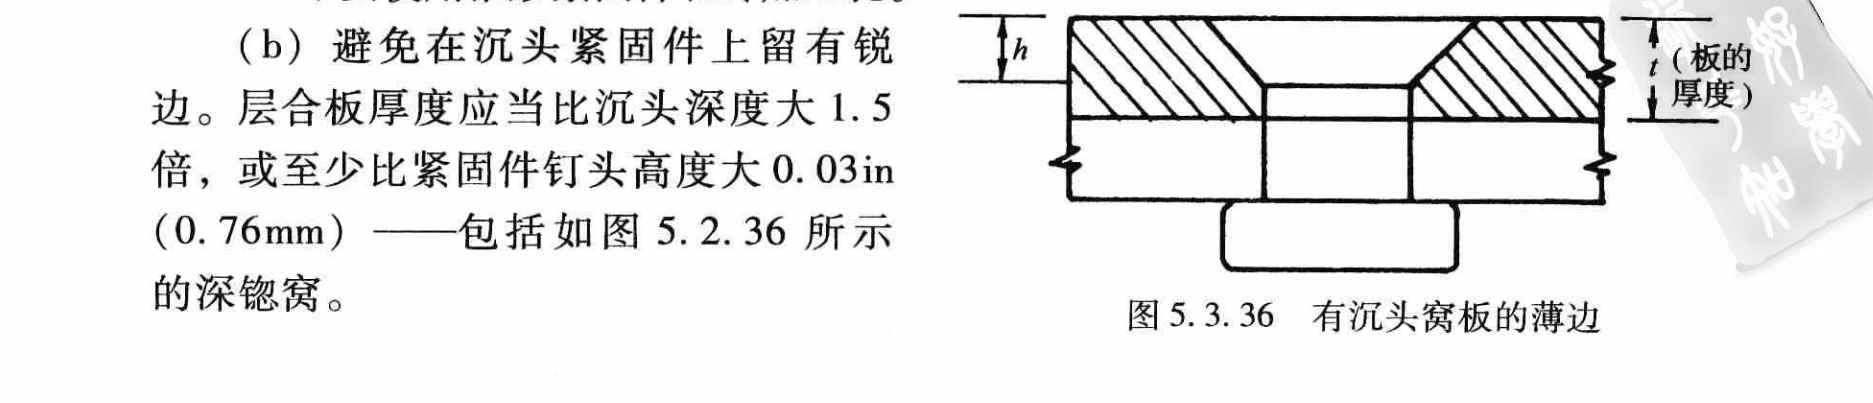 (b) 避免在沉头紧固件上留有锐
边。层合板厚度应当比沉头深度大 1.5
倍，或至少比紧固件钉头高度大 0.03in
(0.76mm) ——包括如图 5.2.36 所示
的深锪窝。
h
t (板的
厚度)
图 5.3.36 有沉头窝板的薄边